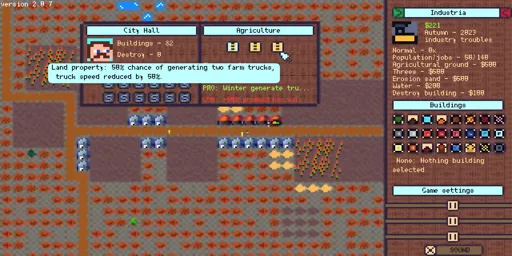 version 2.0.7
City Hall
Agriculture
Buildings - 82
Destroy - 0
Land property: 50% chance of generating two farm trucks,
truck speed reduced by 50%.
PRO: Winter generate tru...
Industria
$221
Autumn - 2023
industry troubles
Normal - 0x
Population/jobs - 50/140
Agricultural ground - $600
Threes - $600
Erosion sand - $600
Water - $200
Destroy building - $100
Buildings
None: Nothing building
selected
Game settings
SOUND